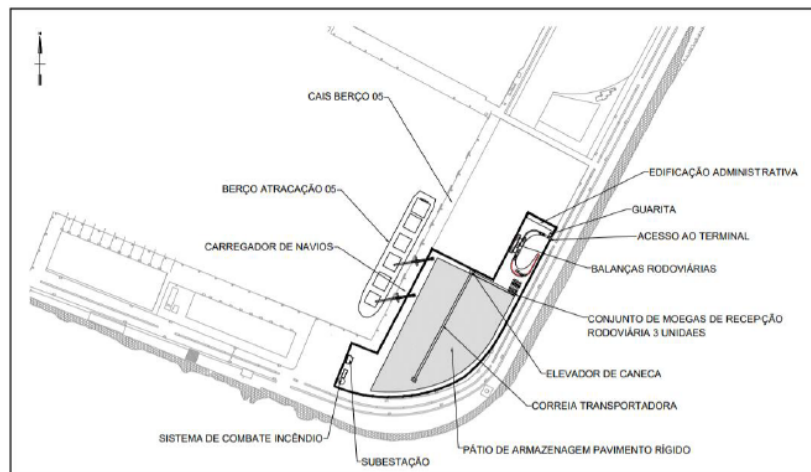 CAIS BERÇO 05
EDIFICAÇÃO ADMINISTRATIVA
BERÇO ATRACAÇÃO 05
GUARITA
ACESSO AO TERMINAL
CARREGADOR DE NAVIOS
BALANÇAS RODOVIÁRIAS
CONJUNTO DE MOEGAS DE RECEPÇÃO
RODOVIÁRIA 3 UNIDAES
ELEVADOR DE CANECA
CORREIA TRANSPORTADORA
SISTEMA DE COMBATE INCÊNDIO
PÁTIO DE ARMAZENAGEM PAVIMENTO RÍGIDO
SUBESTAÇÃO